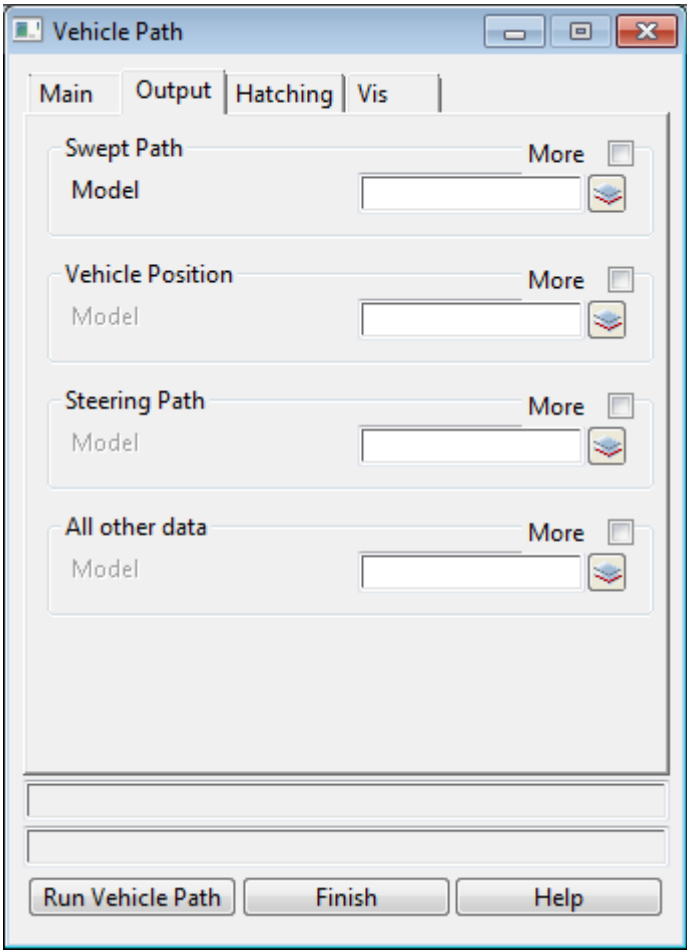 Vehicle Path
Main Output Hatching Vis
Swept Path More
Model
Vehicle Position More
Model
Steering Path More
Model
All other data More
Model
Run Vehicle Path Finish Help